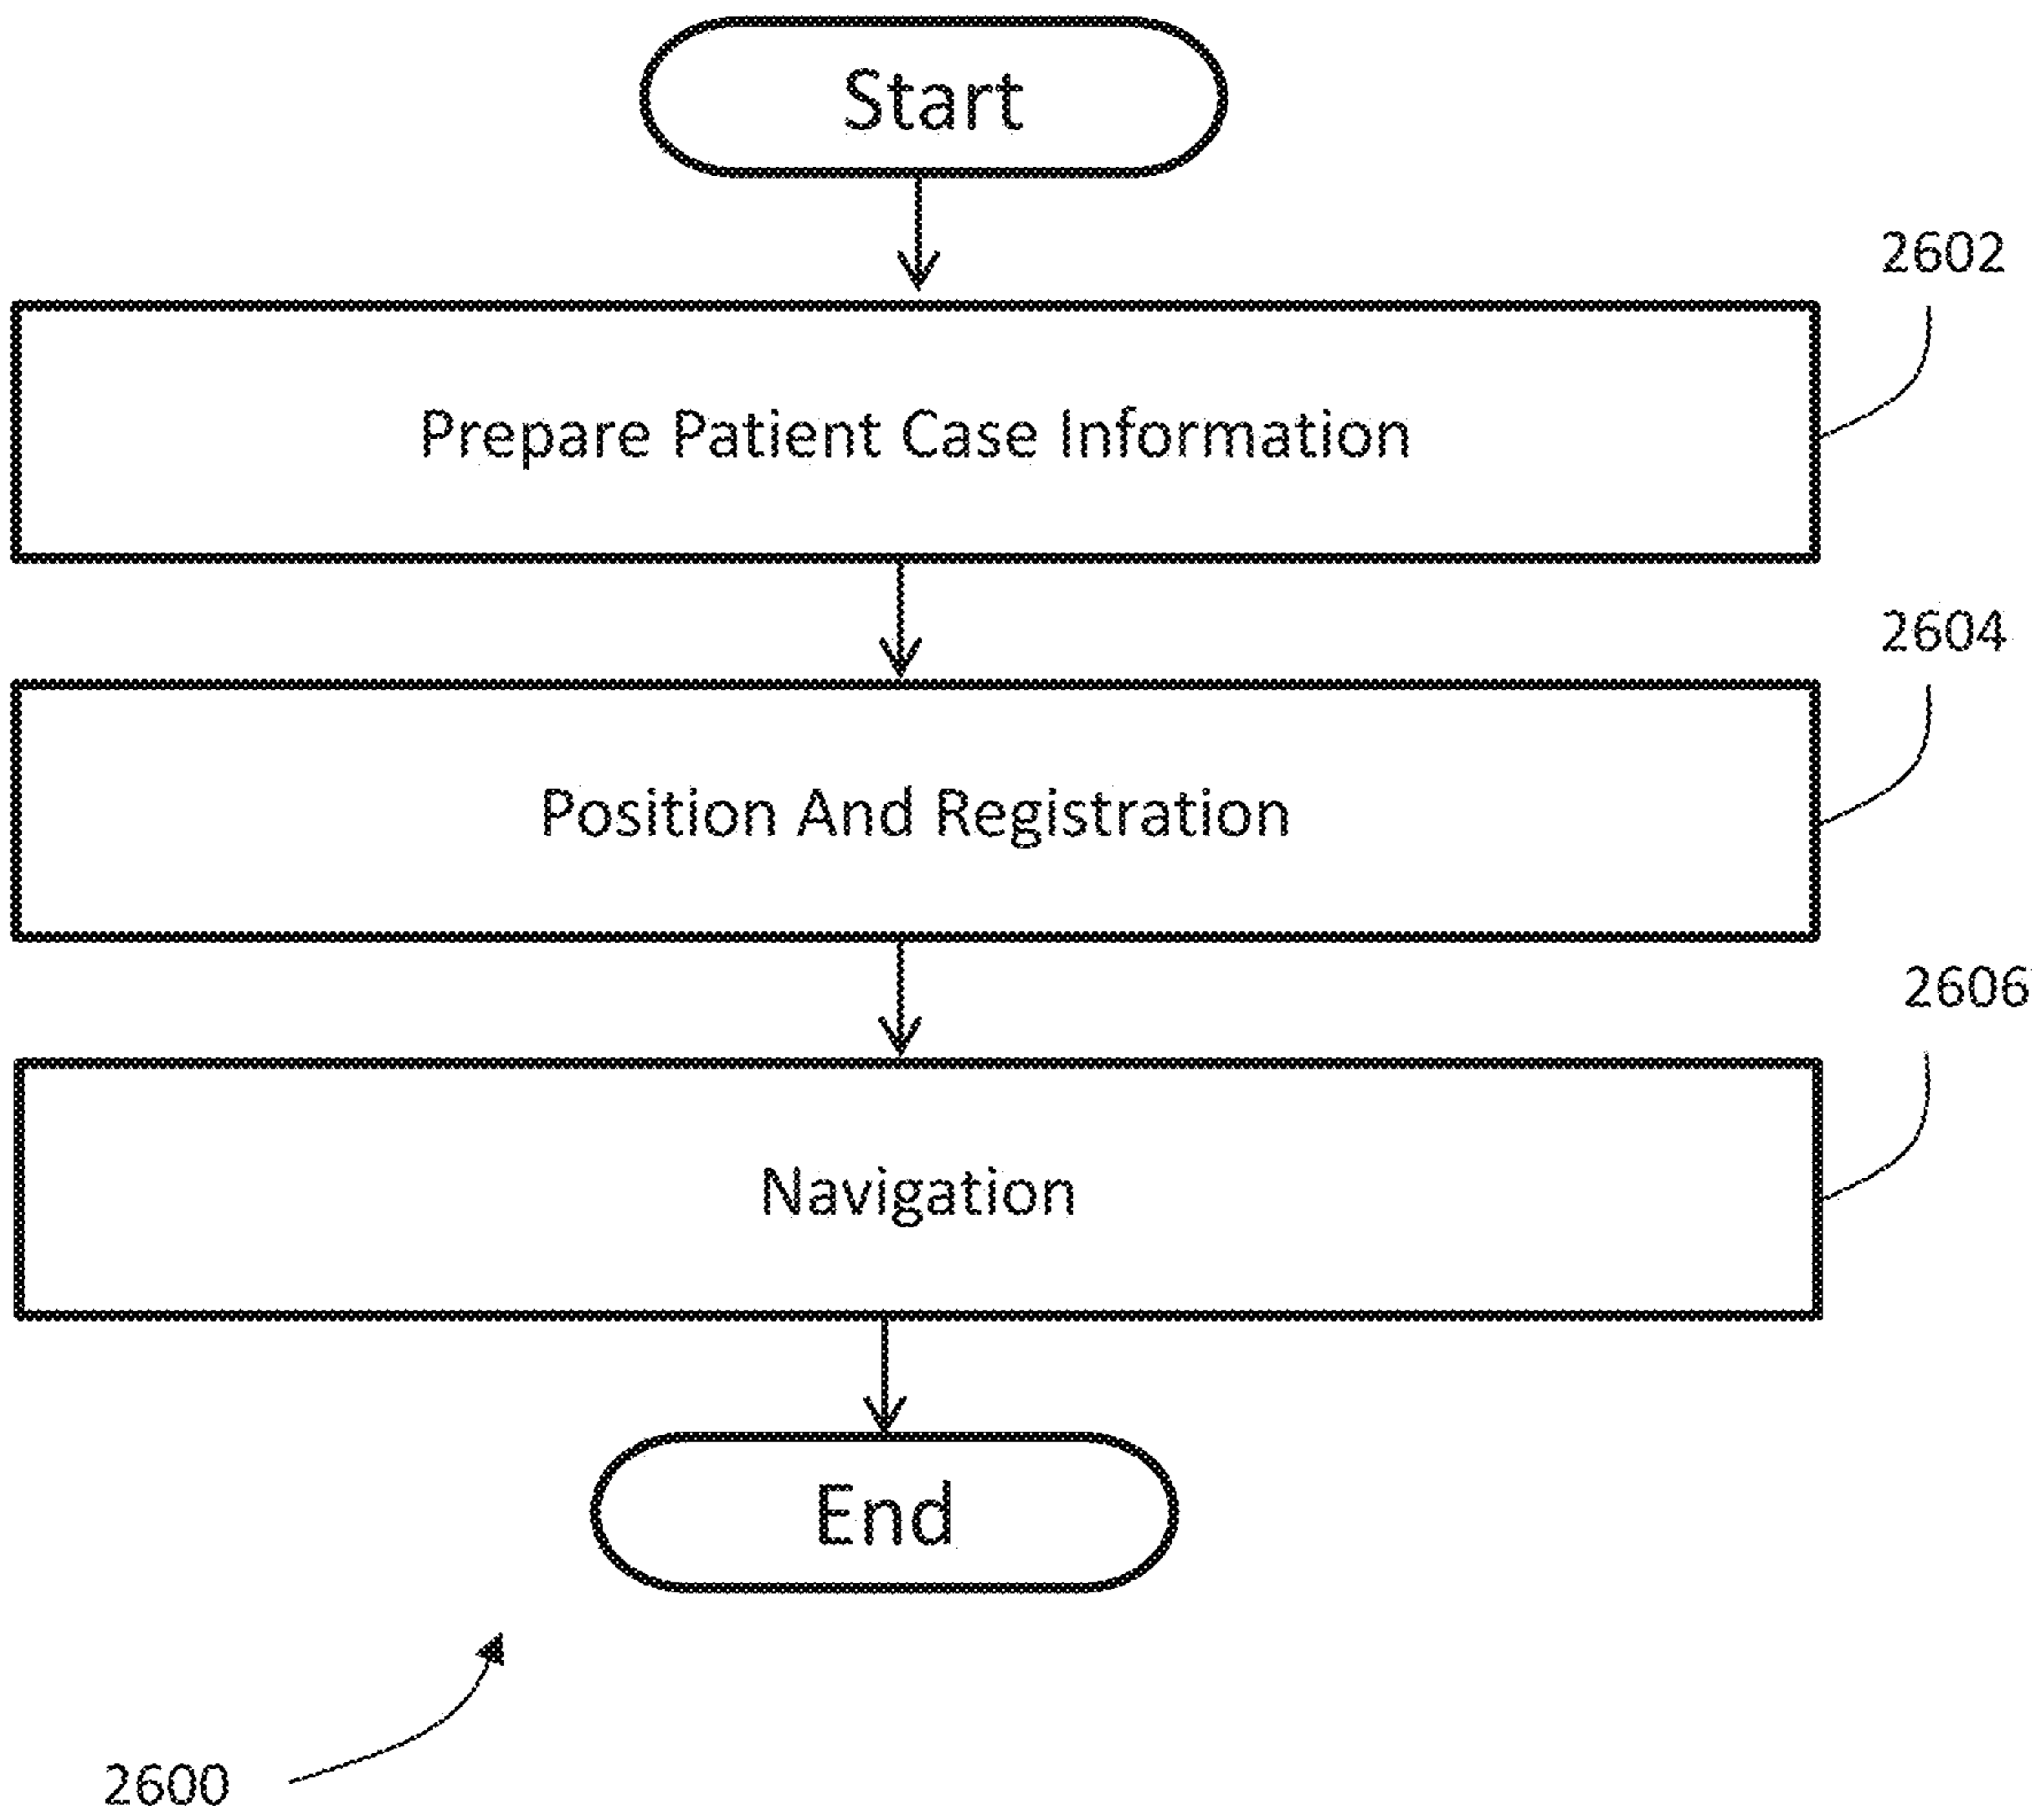 Start
2602
Prepare Patient Case Information
2604
Position And Registration
2606
Navigation
End
2600